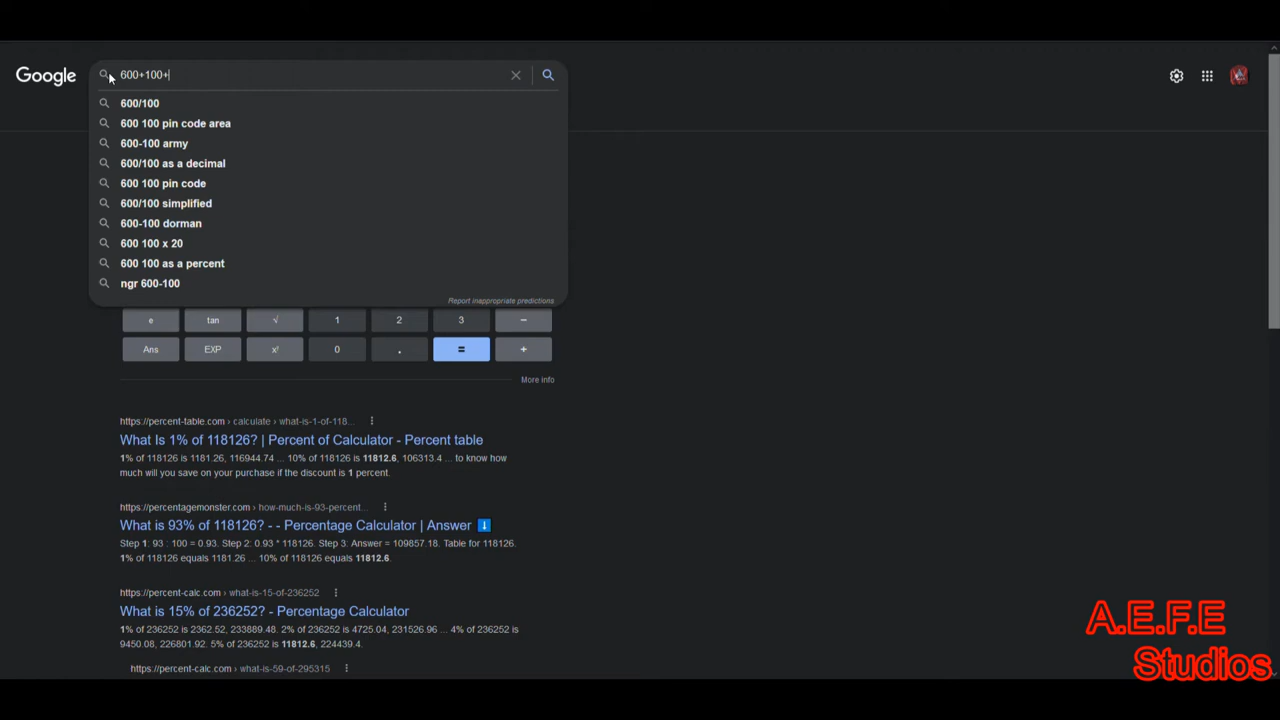 Google
600+100+
600/100
600 100 pin code area
600-100 army
600/100 as a decimal
600 100 pin code
600/100 simplified
600-100 dorman
600 100 x 20
600 100 as a percent
ngr 600-100
Report inappropriate predictions
e tan √ 1 2 3 −
Ans EXP xʸ 0 . = +
More info
https://percent-table.com › calculate › what-is-1-of-118...
What Is 1% of 118126? | Percent of Calculator - Percent table
1% of 118126 is 1181.26, 116944.74 ... 10% of 118126 is 11812.6, 106313.4 ... to know how
much will you save on your purchase if the discount is 1 percent.
https://percentagemonster.com › how-much-is-93-percent...
What is 93% of 118126? - - Percentage Calculator | Answer ⬇
Step 1: 93 : 100 = 0.93. Step 2: 0.93 * 118126. Step 3: Answer = 109857.18. Table for 118126.
1% of 118126 equals 1181.26 ... 10% of 118126 equals 11812.6.
https://percent-calc.com › what-is-15-of-236252
What is 15% of 236252? - Percentage Calculator
1% of 236252 is 2362.52, 233889.48. 2% of 236252 is 4725.04, 231526.96 ... 4% of 236252 is
9450.08, 226801.92. 5% of 236252 is 11812.6, 224439.4.
https://percent-calc.com › what-is-59-of-295315
A.E.F.E
Studios